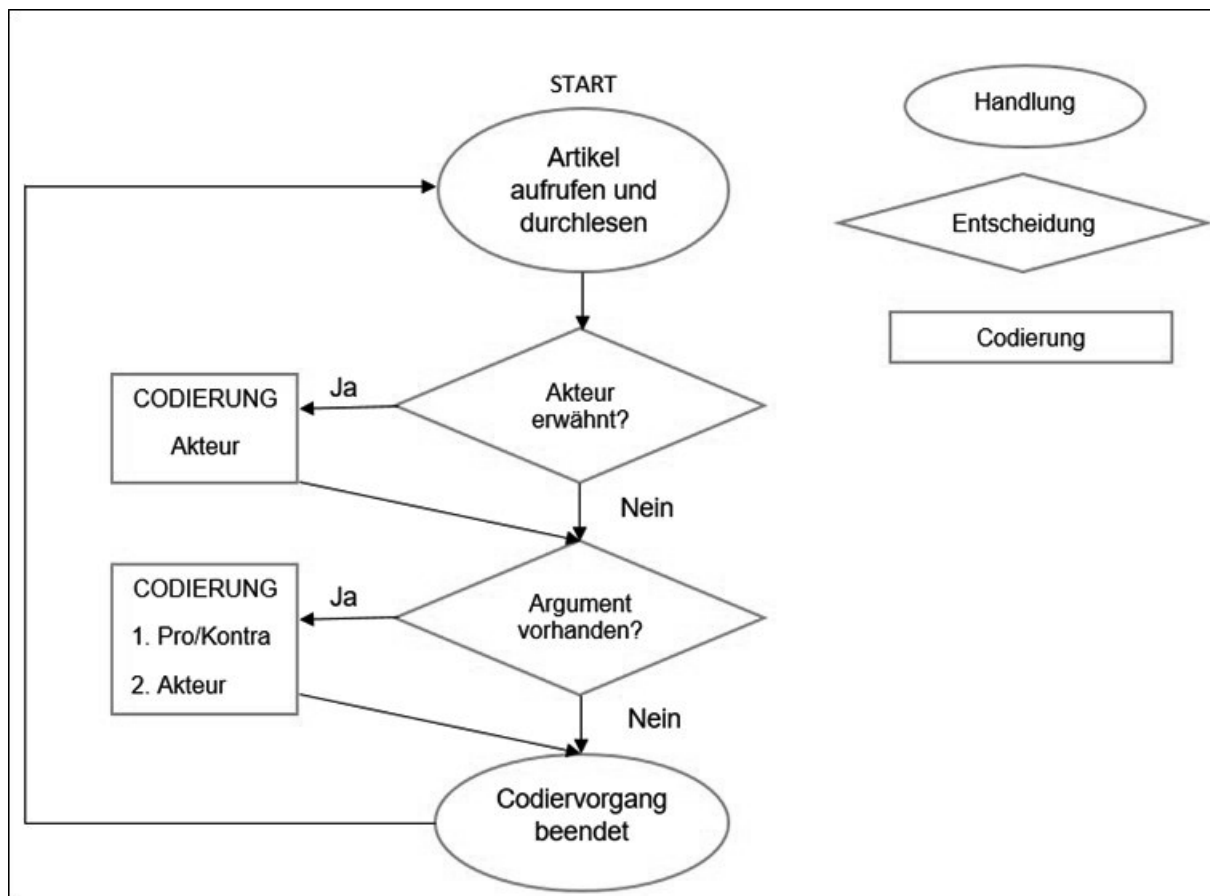 START
Artikel
aufrufen und
durchlesen
Handlung
Entscheidung
Codierung
Akteur
erwähnt?
Ja
CODIERUNG
Akteur
Nein
Argument
vorhanden?
Ja
CODIERUNG
1. Pro/Kontra
2. Akteur
Nein
Codiervorgang
beendet